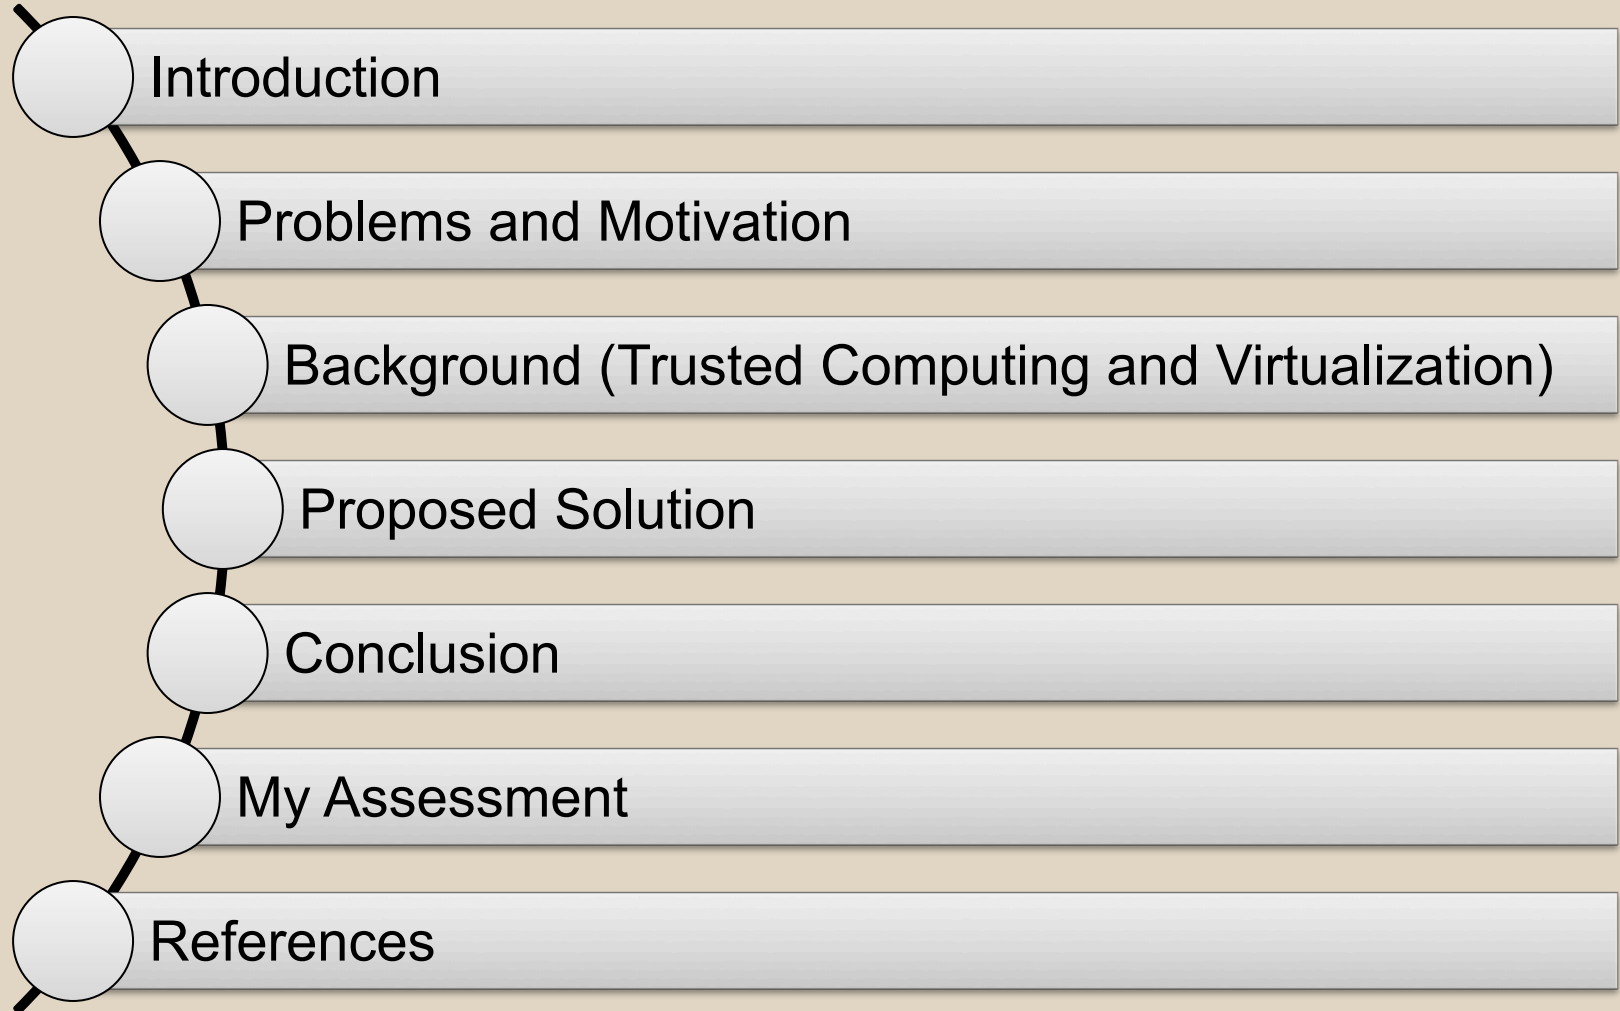 Introduction
Problems and Motivation
Background (Trusted Computing and Virtualization)
Proposed Solution
Conclusion
My Assessment
References